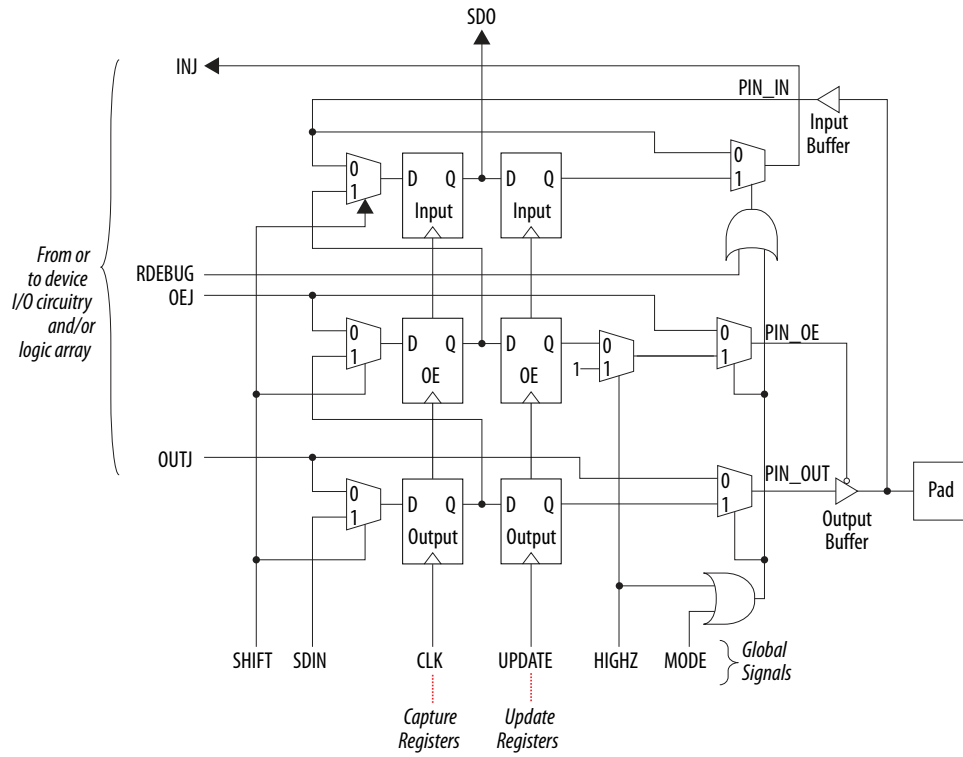 SDO
INJ
PIN_IN
Input
Buffer
0
1
D Q
Input
D Q
Input
0
1
From or
to device
I/O circuitry
and/or
logic array
RDEBUG
OEJ
0
1
D Q
OE
D Q
OE
0
1
1
0
1
PIN_OE
OUTJ
0
1
D Q
Output
D Q
Output
0
1
PIN_OUT
Output
Buffer
Pad
SHIFT SDIN CLK UPDATE HIGHZ MODE
Global
Signals
Capture
Registers
Update
Registers